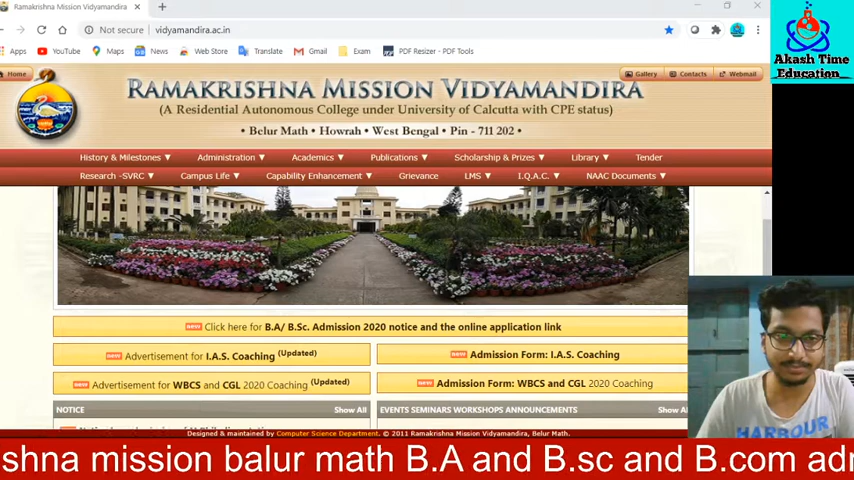 Ramakrishna Mission Vidyamandira
Not secure | vidyamandira.ac.in
Apps YouTube Maps News Web Store Translate Gmail Exam PDF Resizer - PDF Tools
Akash Time
Education
Home Gallery Contacts Webmail
RAMAKRISHNA MISSION VIDYAMANDIRA
(A Residential Autonomous College under University of Calcutta with CPE status)
• Belur Math • Howrah • West Bengal • Pin - 711 202 •
History & Milestones ▼ Administration ▼ Academics ▼ Publications ▼ Scholarship & Prizes ▼ Library ▼ Tender
Research -SVRC ▼ Campus Life ▼ Capability Enhancement ▼ Grievance LMS ▼ I.Q.A.C. ▼ NAAC Documents ▼
new Click here for B.A/ B.Sc. Admission 2020 notice and the online application link
new Advertisement for I.A.S. Coaching (Updated)
new Admission Form: I.A.S. Coaching
new Advertisement for WBCS and CGL 2020 Coaching (Updated)
new Admission Form: WBCS and CGL 2020 Coaching
NOTICE Show All
EVENTS SEMINARS WORKSHOPS ANNOUNCEMENTS Show Al
Designed & maintained by Computer Science Department. © 2011 Ramakrishna Mission Vidyamandira, Belur Math.
HARBOUR
shna mission balur math B.A and B.sc and B.com adm